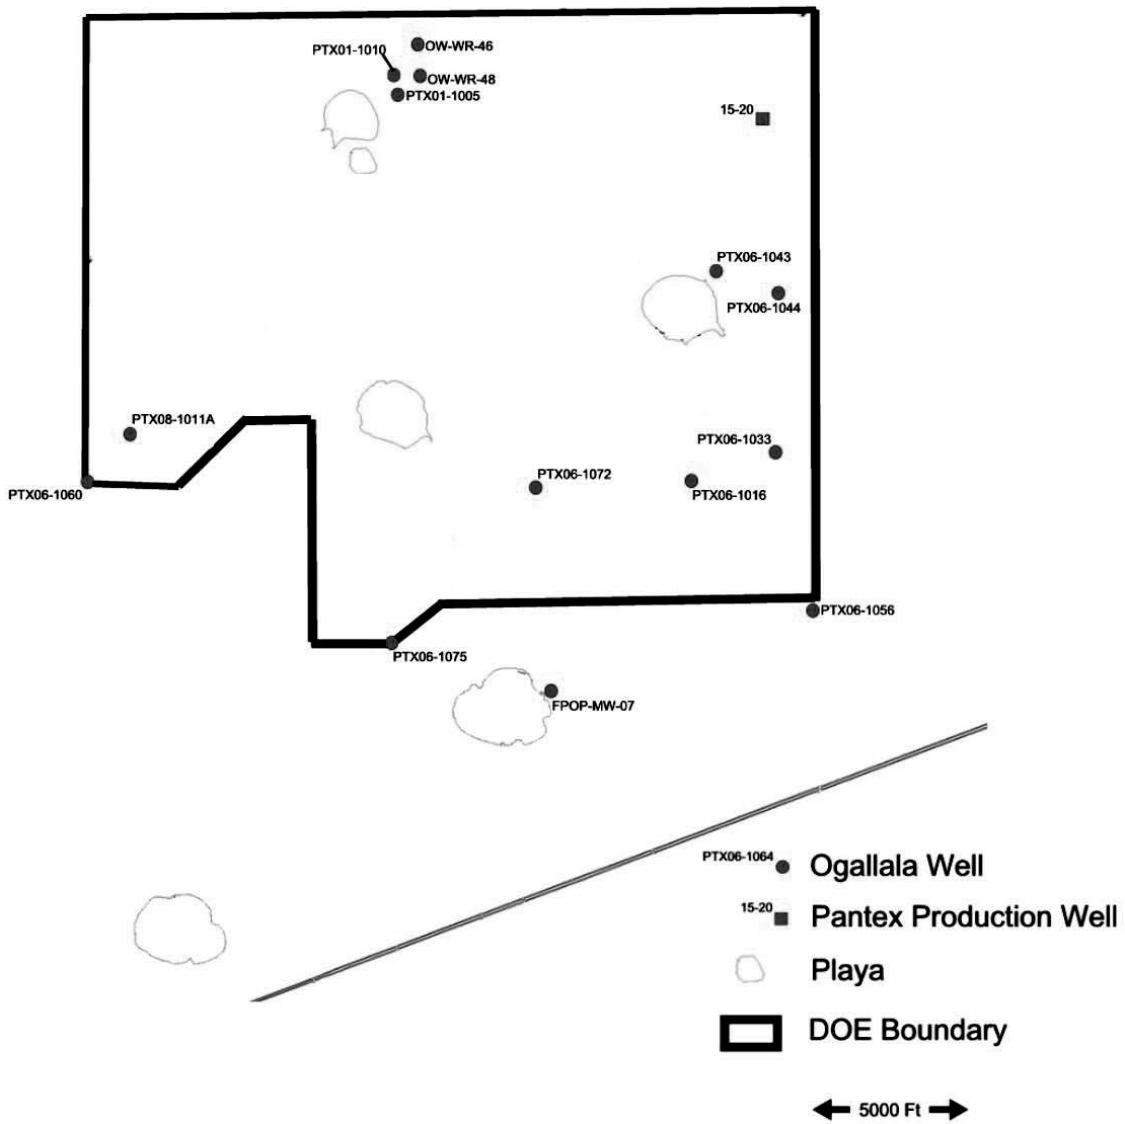 OW-WR-46
PTX01-1010
OW-WR-48
PTX01-1005
15-20
PTX06-1043
PTX06-1044
PTX08-1011A
PTX06-1033
PTX06-1072
PTX06-1060
PTX06-1016
PTX06-1056
PTX06-1075
FPOP-MW-07
PTX06-1064 Ogallala Well
15-20 Pantex Production Well
Playa
DOE Boundary
5000 Ft